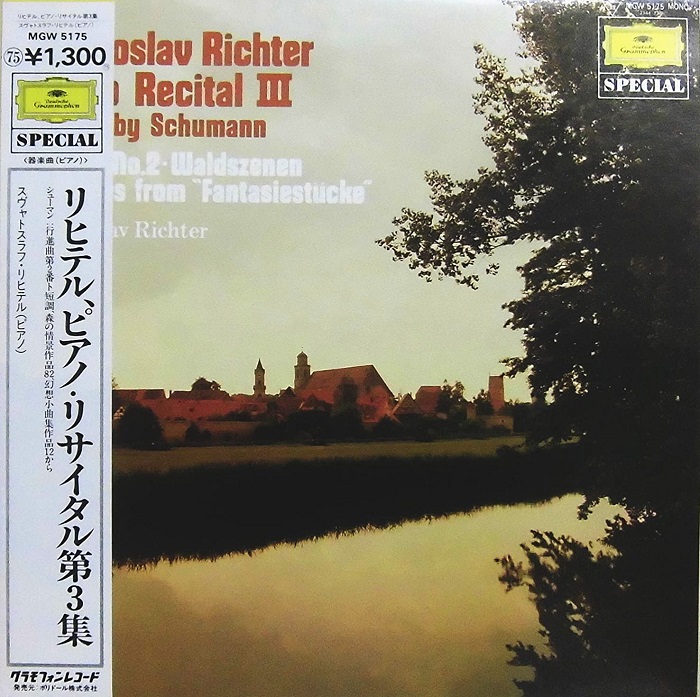 リヒテル、ピアノ・リサイタル第3集
スヴャトスラフ・リヒテル(ピアノ)
MGW 5175
75 ¥1,300
Deutsche
Grammophon
SPECIAL
〈器楽曲(ピアノ)〉
リヒテル、ピアノ・リサイタル第3集
シューマン:行進曲第2番ト短調、森の情景作品82、幻想小曲集作品12から
スヴャトスラフ・リヒテル(ピアノ)
グラモフォンレコード
発売元:ポリドール株式会社
oslav Richter
Recital III
by Schumann
No.2・Waldszenen
s from "Fantasiestücke"
av Richter
MGW 5175 MONO
Deutsche
Grammophon
SPECIAL